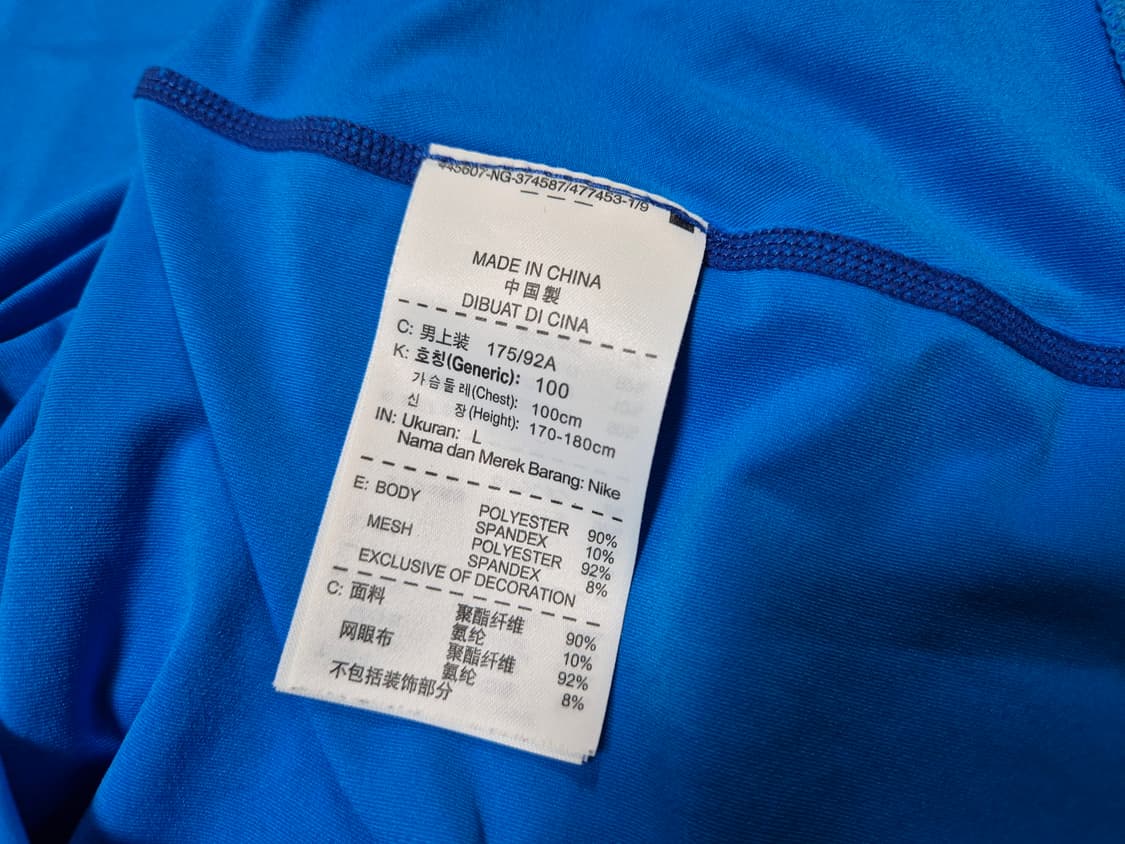 445607-NG-374587/477453-1/9
MADE IN CHINA
中国製
DIBUAT DI CINA
C: 男上装 175/92A
K: 호칭(Generic): 100
가슴둘레(Chest): 100cm
신 장(Height): 170-180cm
IN: Ukuran: L
Nama dan Merek Barang: Nike
E: BODY POLYESTER 90%
SPANDEX 10%
MESH POLYESTER 92%
SPANDEX 8%
EXCLUSIVE OF DECORATION
C: 面料 聚酯纤维 90%
氨纶 10%
网眼布 聚酯纤维 92%
氨纶 8%
不包括装饰部分